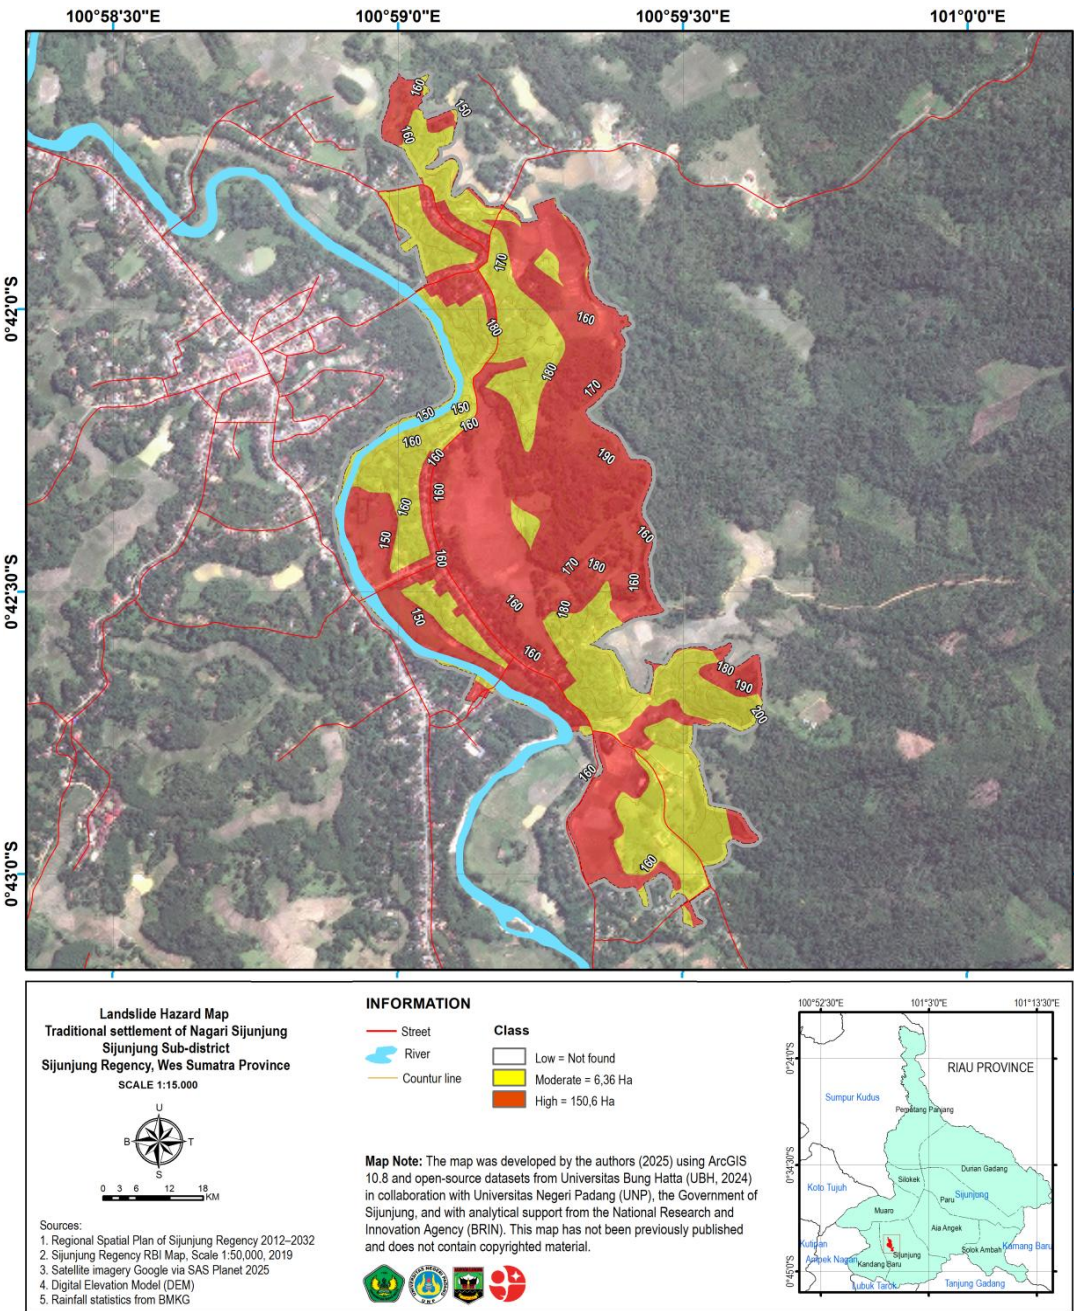 100°58'30"E 100°59'0"E 100°59'30"E 101°0'0"E
0°42'0"S
0°42'30"S
0°43'0"S
160
150
160
170
160
180
180
170
150
150
160
160
160
190
160
160
150
160
160
170
180
160
180
160
150
160
180
190
200
160
160
Landslide Hazard Map
Traditional settlement of Nagari Sijunjung
Sijunjung Sub-district
Sijunjung Regency, Wes Sumatra Province
SCALE 1:15.000
U
B T
S
0 3 6 12 18
KM
Sources:
1. Regional Spatial Plan of Sijunjung Regency 2012–2032
2. Sijunjung Regency RBI Map, Scale 1:50,000, 2019
3. Satellite imagery Google via SAS Planet 2025
4. Digital Elevation Model (DEM)
5. Rainfall statistics from BMKG
INFORMATION
Street
River
Countur line
Class
Low = Not found
Moderate = 6,36 Ha
High = 150,6 Ha
Map Note: The map was developed by the authors (2025) using ArcGIS
10.8 and open-source datasets from Universitas Bung Hatta (UBH, 2024)
in collaboration with Universitas Negeri Padang (UNP), the Government of
Sijunjung, and with analytical support from the National Research and
Innovation Agency (BRIN). This map has not been previously published
and does not contain copyrighted material.
100°52'30"E 101°3'0"E 101°13'30"E
0°24'0"S
0°34'30"S
0°45'0"S
RIAU PROVINCE
Sumpur Kudus
Pematang Panjang
Durian Gadang
Silokek
Koto Tujuh
Sijunjong
Paru
Muaro
Aia Angek
Kutipan
Solok Ambah
Kamang Baru
Ampek Nagari
Sijunjung
Kandang Baru
Lubuk Tarok
Tanjung Gadang